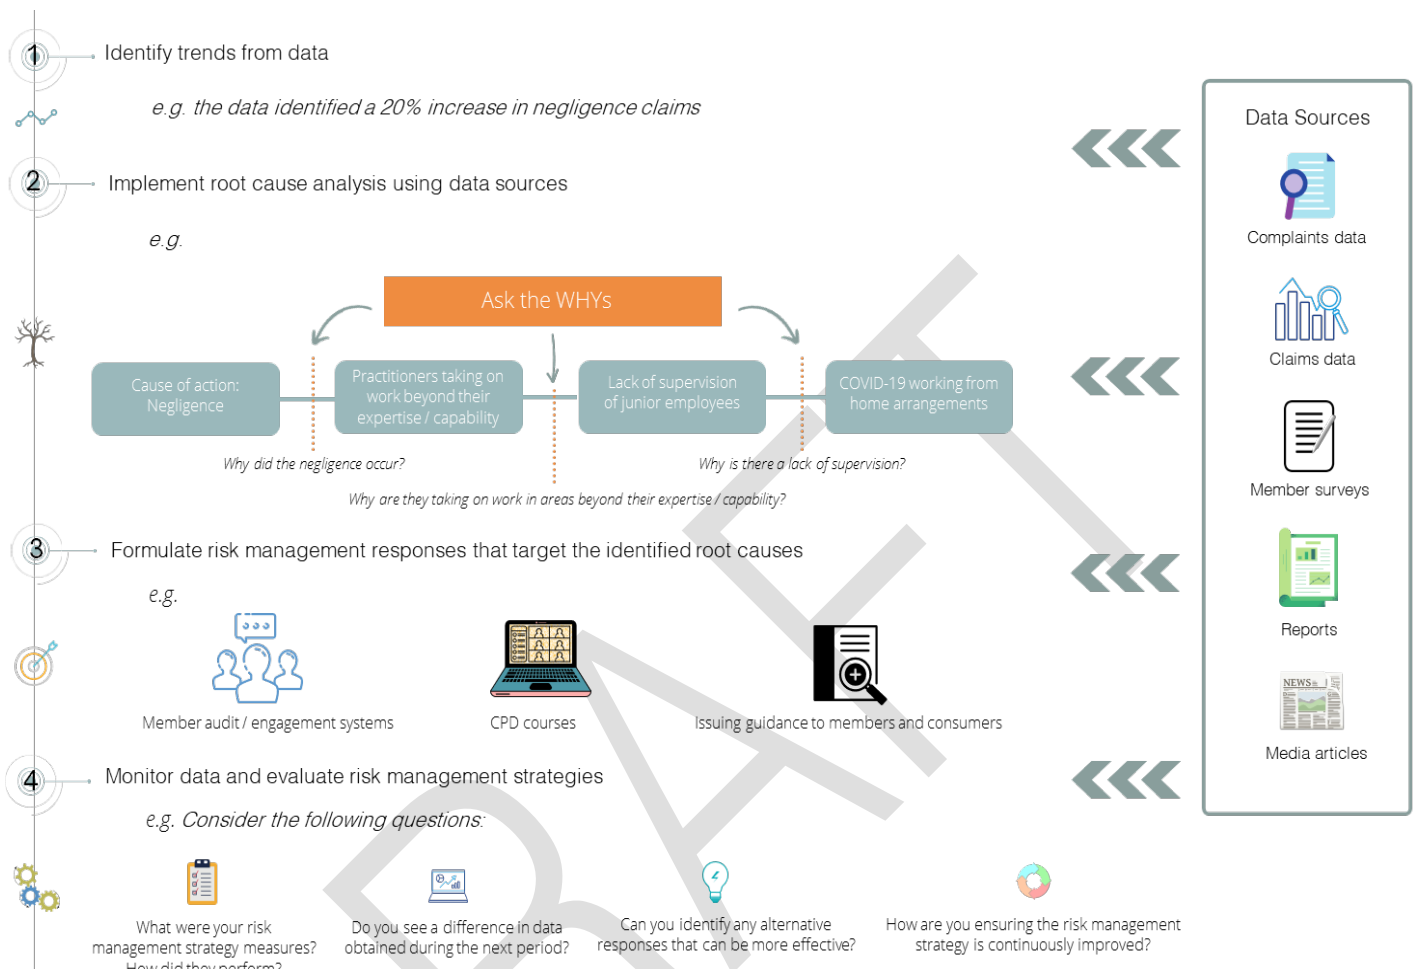 1
Identify trends from data
e.g. the data identified a 20% increase in negligence claims
2
Implement root cause analysis using data sources
e.g.
Ask the WHYs
Cause of action:
Negligence
Practitioners taking on
work beyond their
expertise / capability
Lack of supervision
of junior employees
COVID-19 working from
home arrangements
Why did the negligence occur?
Why is there a lack of supervision?
Why are they taking on work in areas beyond their expertise / capability?
3
Formulate risk management responses that target the identified root causes
e.g.
Member audit / engagement systems
CPD courses
Issuing guidance to members and consumers
4
Monitor data and evaluate risk management strategies
e.g. Consider the following questions:
What were your risk
management strategy measures?
How did they perform?
Do you see a difference in data
obtained during the next period?
Can you identify any alternative
responses that can be more effective?
How are you ensuring the risk management
strategy is continuously improved?
Data Sources
Complaints data
Claims data
Member surveys
Reports
NEWS
Media articles
DRAFT